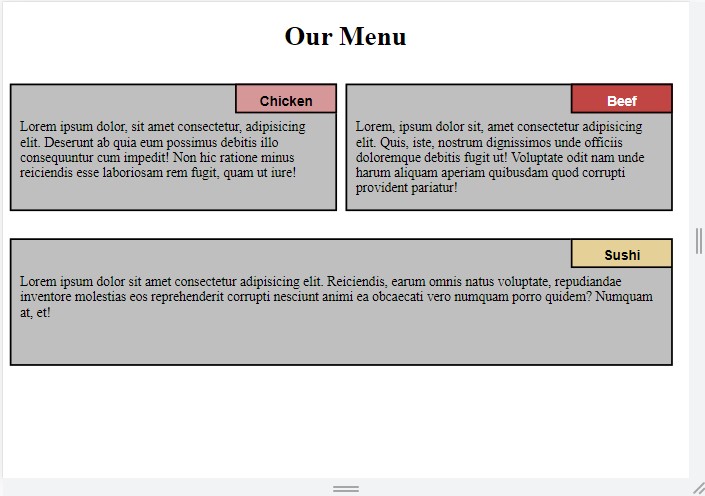 Our Menu
Chicken
Lorem ipsum dolor, sit amet consectetur, adipisicing
elit. Deserunt ab quia eum possimus debitis illo
consequuntur cum impedit! Non hic ratione minus
reiciendis esse laboriosam rem fugit, quam ut iure!
Beef
Lorem, ipsum dolor sit, amet consectetur adipisicing
elit. Quis, iste, nostrum dignissimos unde officiis
doloremque debitis fugit ut! Voluptate odit nam unde
harum aliquam aperiam quibusdam quod corrupti
provident pariatur!
Sushi
Lorem ipsum dolor sit amet consectetur adipisicing elit. Reiciendis, earum omnis natus voluptate, repudiandae
inventore molestias eos reprehenderit corrupti nesciunt animi ea obcaecati vero numquam porro quidem? Numquam
at, et!